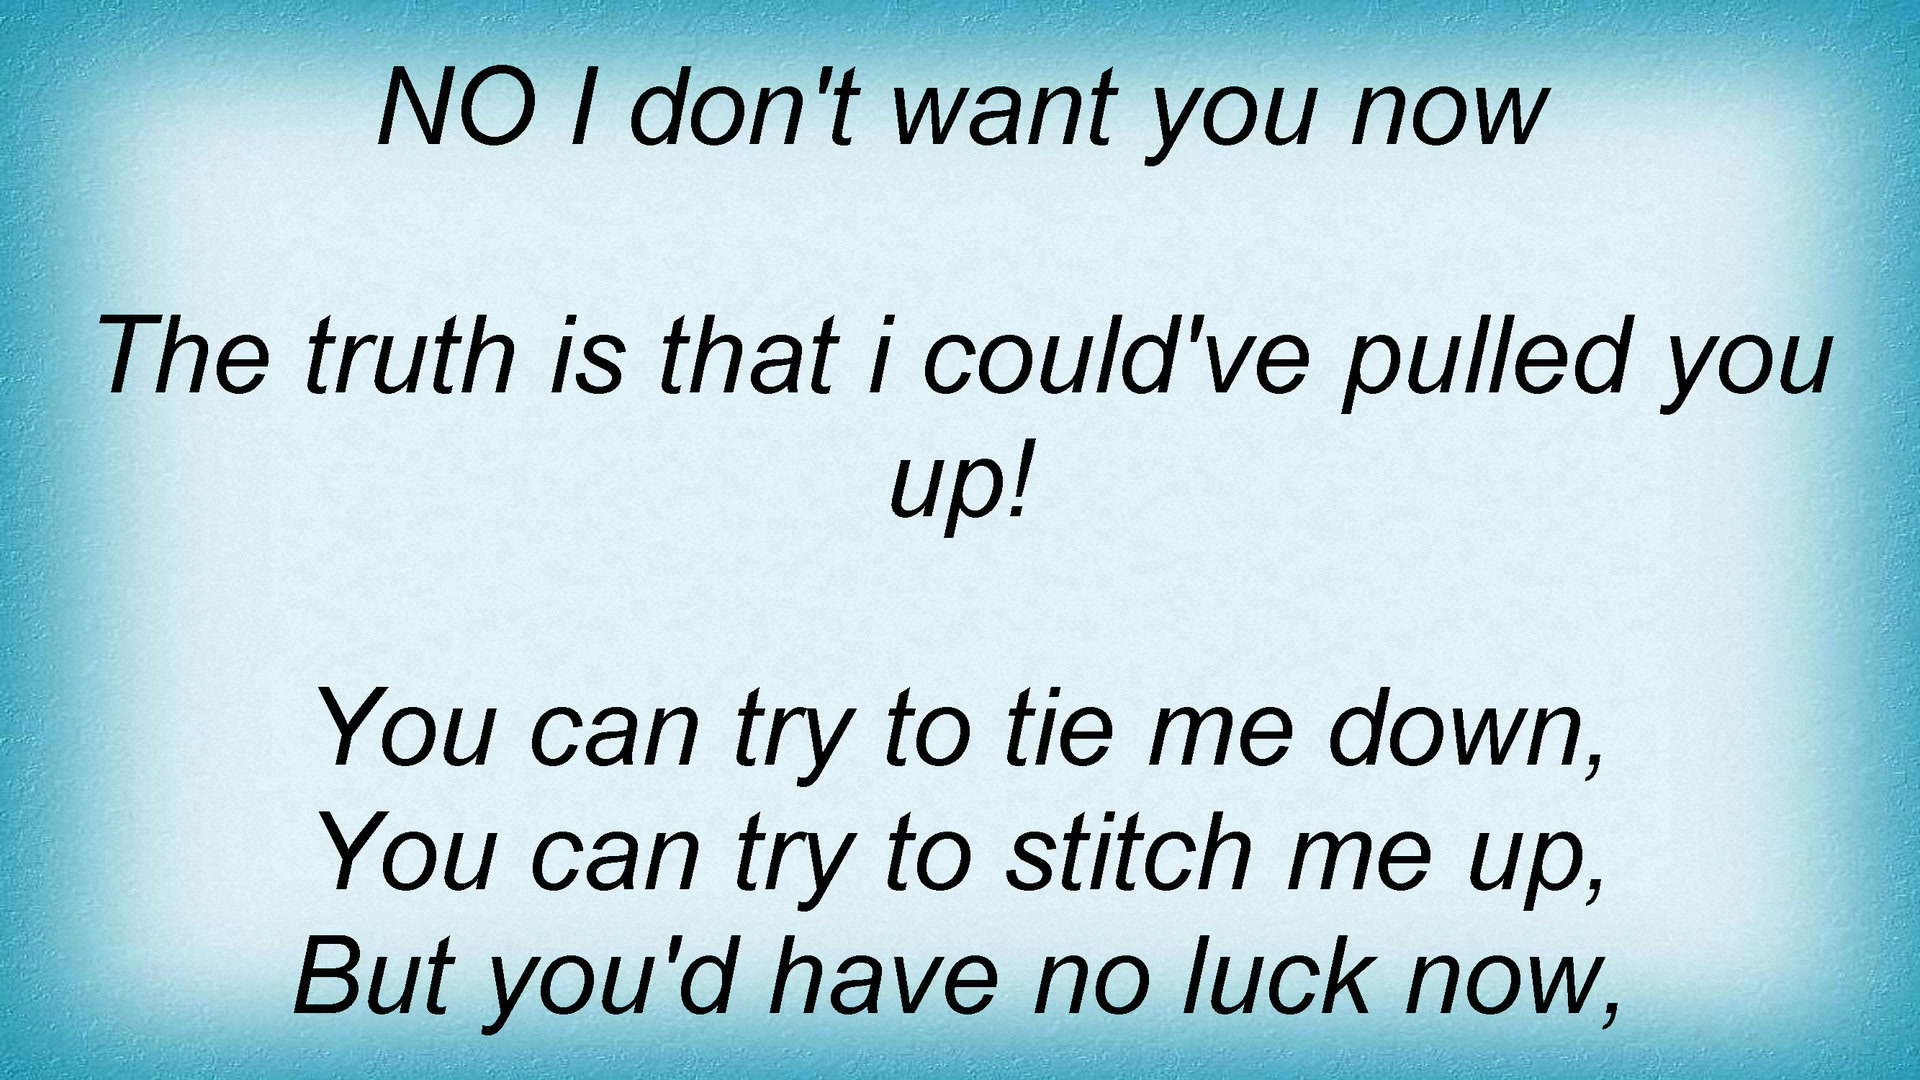 NO I don't want you now
The truth is that i could've pulled you
up!
You can try to tie me down,
You can try to stitch me up,
But you'd have no luck now,